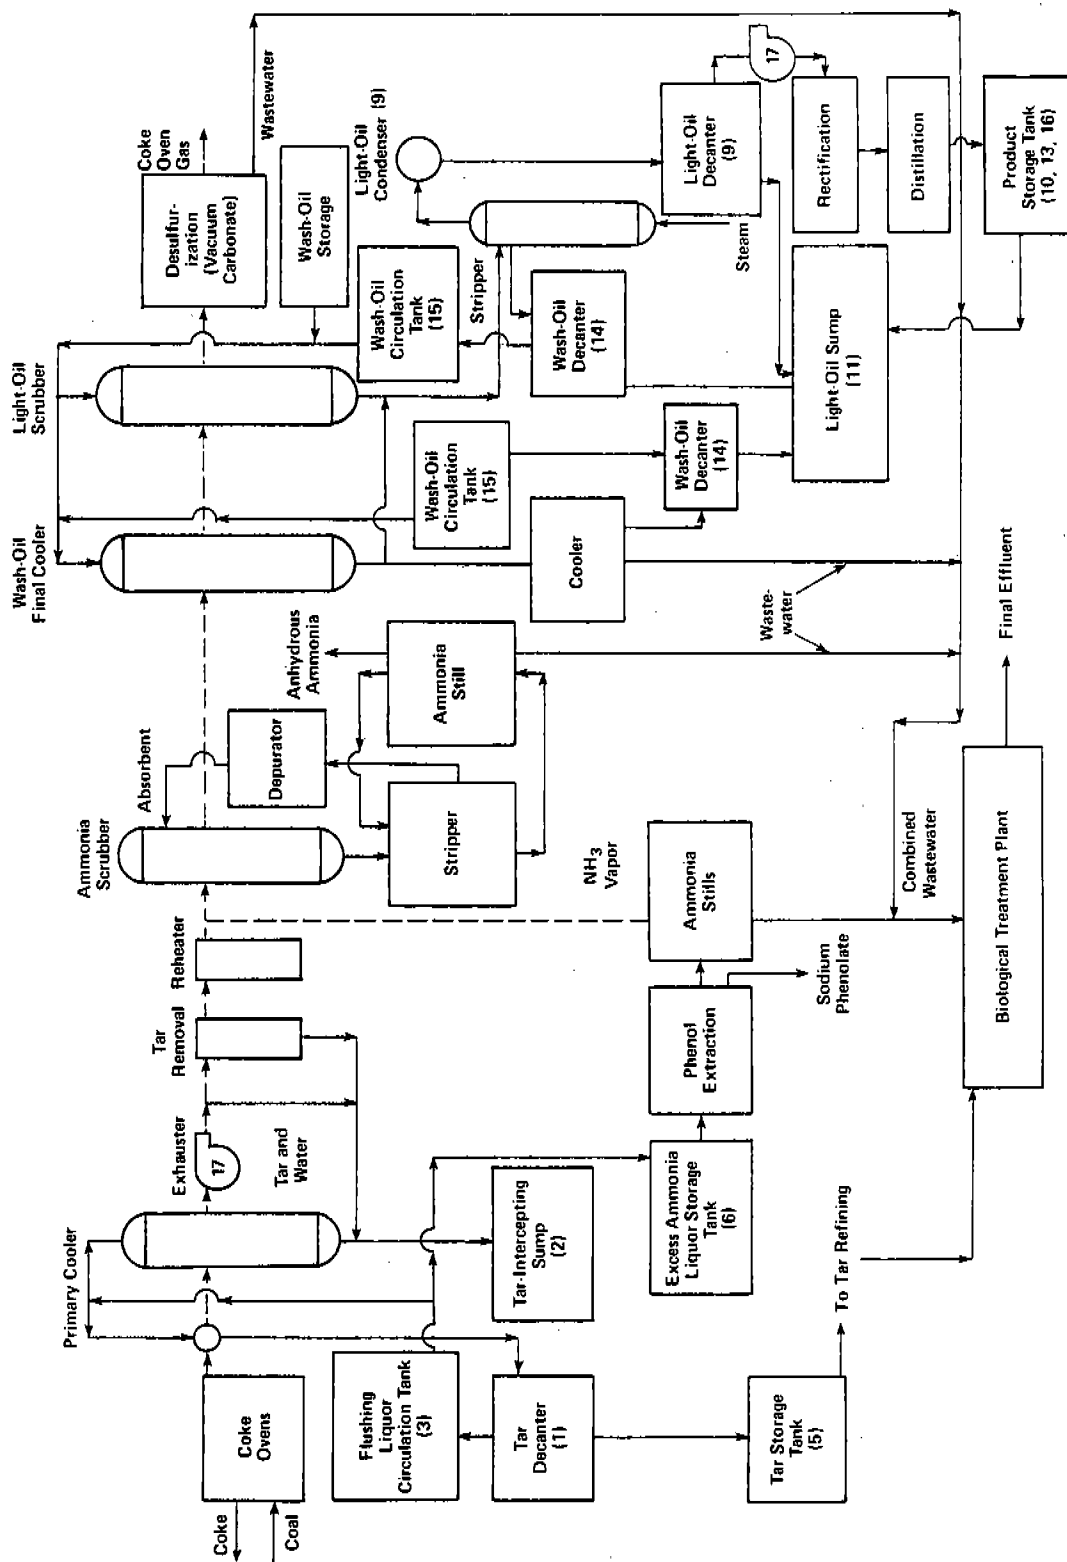 Primary Cooler
Exhauster
17
Tar
Removal
Reheater
Ammonia
Scrubber
Absorbent
Wash-Oil
Final Cooler
Light-Oil
Scrubber
Coke
Oven
Gas
Wastewater
Coke
Coal
Coke
Ovens
Tar and
Water
Depurator
Anhydrous
Ammonia
Desulfur-
ization
(Vacuum
Carbonate)
Wash-Oil
Storage
Light-Oil
Condenser (9)
Flushing
Liquor
Circulation Tank
(3)
Stripper
Ammonia
Still
Wash-Oil
Circulation
Tank
(15)
Wash-Oil
Circulation
Tank
(15)
Stripper
Tar
Decanter
(1)
Tar-Intercepting
Sump
(2)
Cooler
Wash-Oil
Decanter
(14)
Wash-Oil
Decanter
(14)
Steam
Light-Oil
Decanter
(9)
17
NH3
Vapor
Waste-
water
Excess Ammonia
Liquor Storage
Tank
(6)
Phenol
Extraction
Ammonia
Stills
Light-Oil Sump
(11)
Rectification
Distillation
Tar Storage
Tank
(5)
To Tar Refining
Sodium
Phenolate
Combined
Wastewater
Product
Storage Tank
(10, 13, 16)
Biological Treatment Plant
Final Effluent